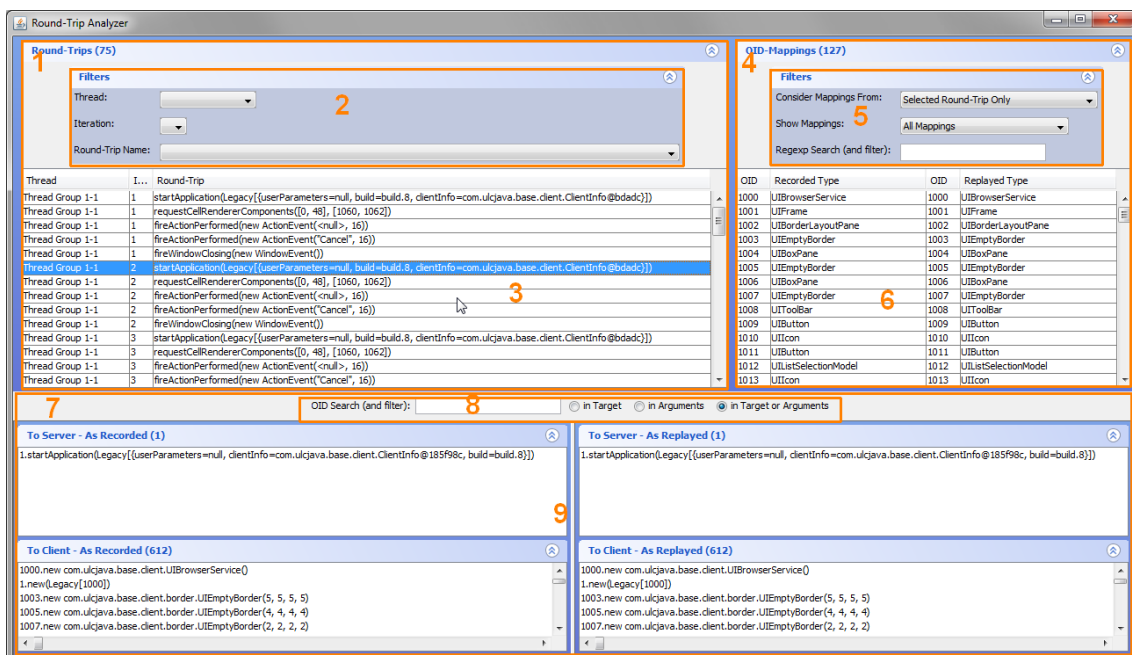 Round-Trip Analyzer
1
Round-Trips (75)
Filters
Thread:
2
Iteration:
Round-Trip Name:
Thread I... Round-Trip
Thread Group 1-1 1 startApplication(Legacy[{userParameters=null, build=build.8, clientInfo=com.ulcjava.base.client.ClientInfo@bdadc}])
Thread Group 1-1 1 requestCellRendererComponents([0, 48], [1060, 1062])
Thread Group 1-1 1 fireActionPerformed(new ActionEvent(<null>, 16))
Thread Group 1-1 1 fireActionPerformed(new ActionEvent("Cancel", 16))
Thread Group 1-1 1 fireWindowClosing(new WindowEvent())
Thread Group 1-1 2 startApplication(Legacy[{userParameters=null, build=build.8, clientInfo=com.ulcjava.base.client.ClientInfo@bdadc}])
Thread Group 1-1 2 requestCellRendererComponents([0, 48], [1060, 1062])
Thread Group 1-1 2 fireActionPerformed(new ActionEvent(<null>, 16))
Thread Group 1-1 2 fireActionPerformed(new ActionEvent("Cancel", 16))
Thread Group 1-1 2 fireWindowClosing(new WindowEvent())
Thread Group 1-1 3 startApplication(Legacy[{userParameters=null, build=build.8, clientInfo=com.ulcjava.base.client.ClientInfo@bdadc}])
Thread Group 1-1 3 requestCellRendererComponents([0, 48], [1060, 1062])
Thread Group 1-1 3 fireActionPerformed(new ActionEvent(<null>, 16))
Thread Group 1-1 3 fireActionPerformed(new ActionEvent("Cancel", 16))
3
4
OID-Mappings (127)
Filters
Consider Mappings From: Selected Round-Trip Only
5
Show Mappings: All Mappings
Regexp Search (and filter):
OID Recorded Type OID Replayed Type
1000 UIBrowserService 1000 UIBrowserService
1001 UIFrame 1001 UIFrame
1002 UIBorderLayoutPane 1002 UIBorderLayoutPane
1003 UIEmptyBorder 1003 UIEmptyBorder
1004 UIBoxPane 1004 UIBoxPane
1005 UIEmptyBorder 1005 UIEmptyBorder
1006 UIBoxPane 1006 UIBoxPane
1007 UIEmptyBorder 1007 UIEmptyBorder
1008 UIToolBar 1008 UIToolBar
1009 UIButton 1009 UIButton
1010 UIIcon 1010 UIIcon
1011 UIButton 1011 UIButton
1012 UIListSelectionModel 1012 UIListSelectionModel
1013 UIIcon 1013 UIIcon
6
7
OID Search (and filter): 8 in Target in Arguments in Target or Arguments
To Server - As Recorded (1)
1.startApplication(Legacy[{userParameters=null, clientInfo=com.ulcjava.base.client.ClientInfo@185f98c, build=build.8}])
To Server - As Replayed (1)
1.startApplication(Legacy[{userParameters=null, clientInfo=com.ulcjava.base.client.ClientInfo@185f98c, build=build.8}])
9
To Client - As Recorded (612)
1000.new com.ulcjava.base.client.UIBrowserService()
1.new(Legacy[1000])
1003.new com.ulcjava.base.client.border.UIEmptyBorder(5, 5, 5, 5)
1005.new com.ulcjava.base.client.border.UIEmptyBorder(4, 4, 4, 4)
1007.new com.ulcjava.base.client.border.UIEmptyBorder(2, 2, 2, 2)
To Client - As Replayed (612)
1000.new com.ulcjava.base.client.UIBrowserService()
1.new(Legacy[1000])
1003.new com.ulcjava.base.client.border.UIEmptyBorder(5, 5, 5, 5)
1005.new com.ulcjava.base.client.border.UIEmptyBorder(4, 4, 4, 4)
1007.new com.ulcjava.base.client.border.UIEmptyBorder(2, 2, 2, 2)